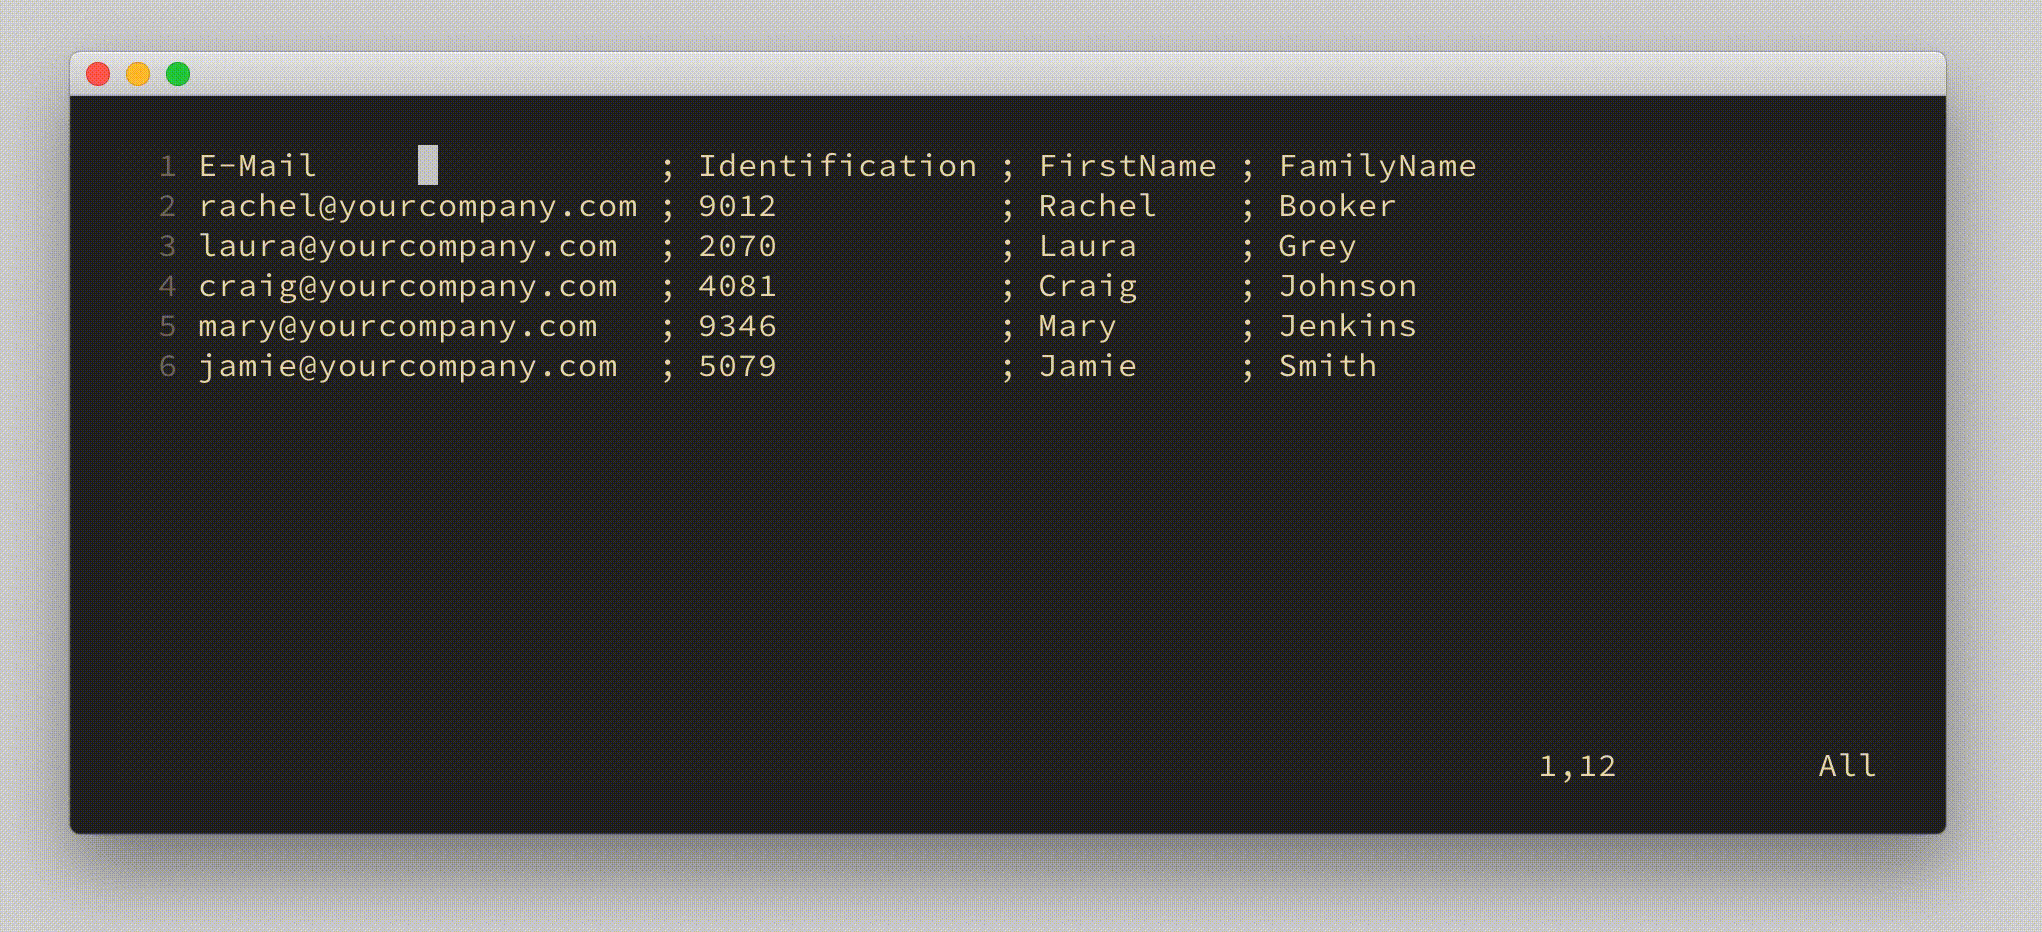 1 E-Mail                 ; Identification ; FirstName ; FamilyName
2 rachel@yourcompany.com ; 9012           ; Rachel    ; Booker
3 laura@yourcompany.com  ; 2070           ; Laura     ; Grey
4 craig@yourcompany.com  ; 4081           ; Craig     ; Johnson
5 mary@yourcompany.com   ; 9346           ; Mary      ; Jenkins
6 jamie@yourcompany.com  ; 5079           ; Jamie     ; Smith
1,12          All